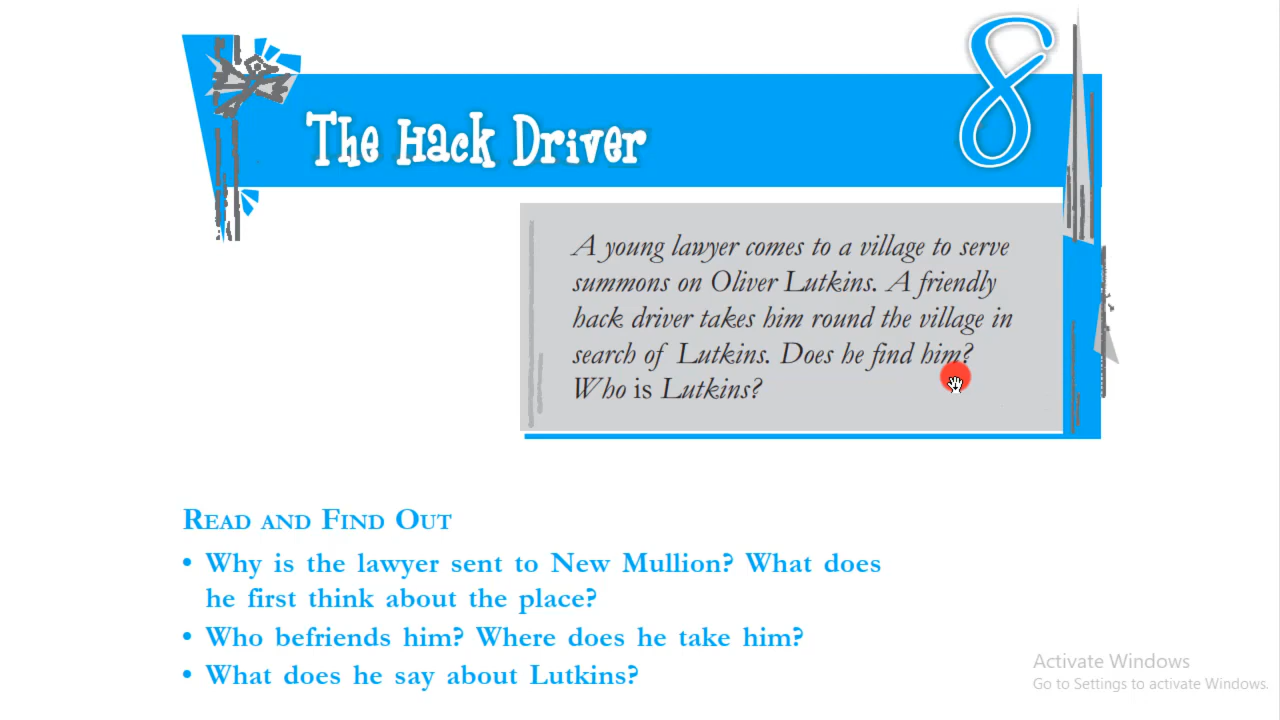 8
The Hack Driver
A young lawyer comes to a village to serve
summons on Oliver Lutkins. A friendly
hack driver takes him round the village in
search of Lutkins. Does he find him?
Who is Lutkins?
READ AND FIND OUT
• Why is the lawyer sent to New Mullion? What does
he first think about the place?
• Who befriends him? Where does he take him?
• What does he say about Lutkins?
Activate Windows
Go to Settings to activate Windows.